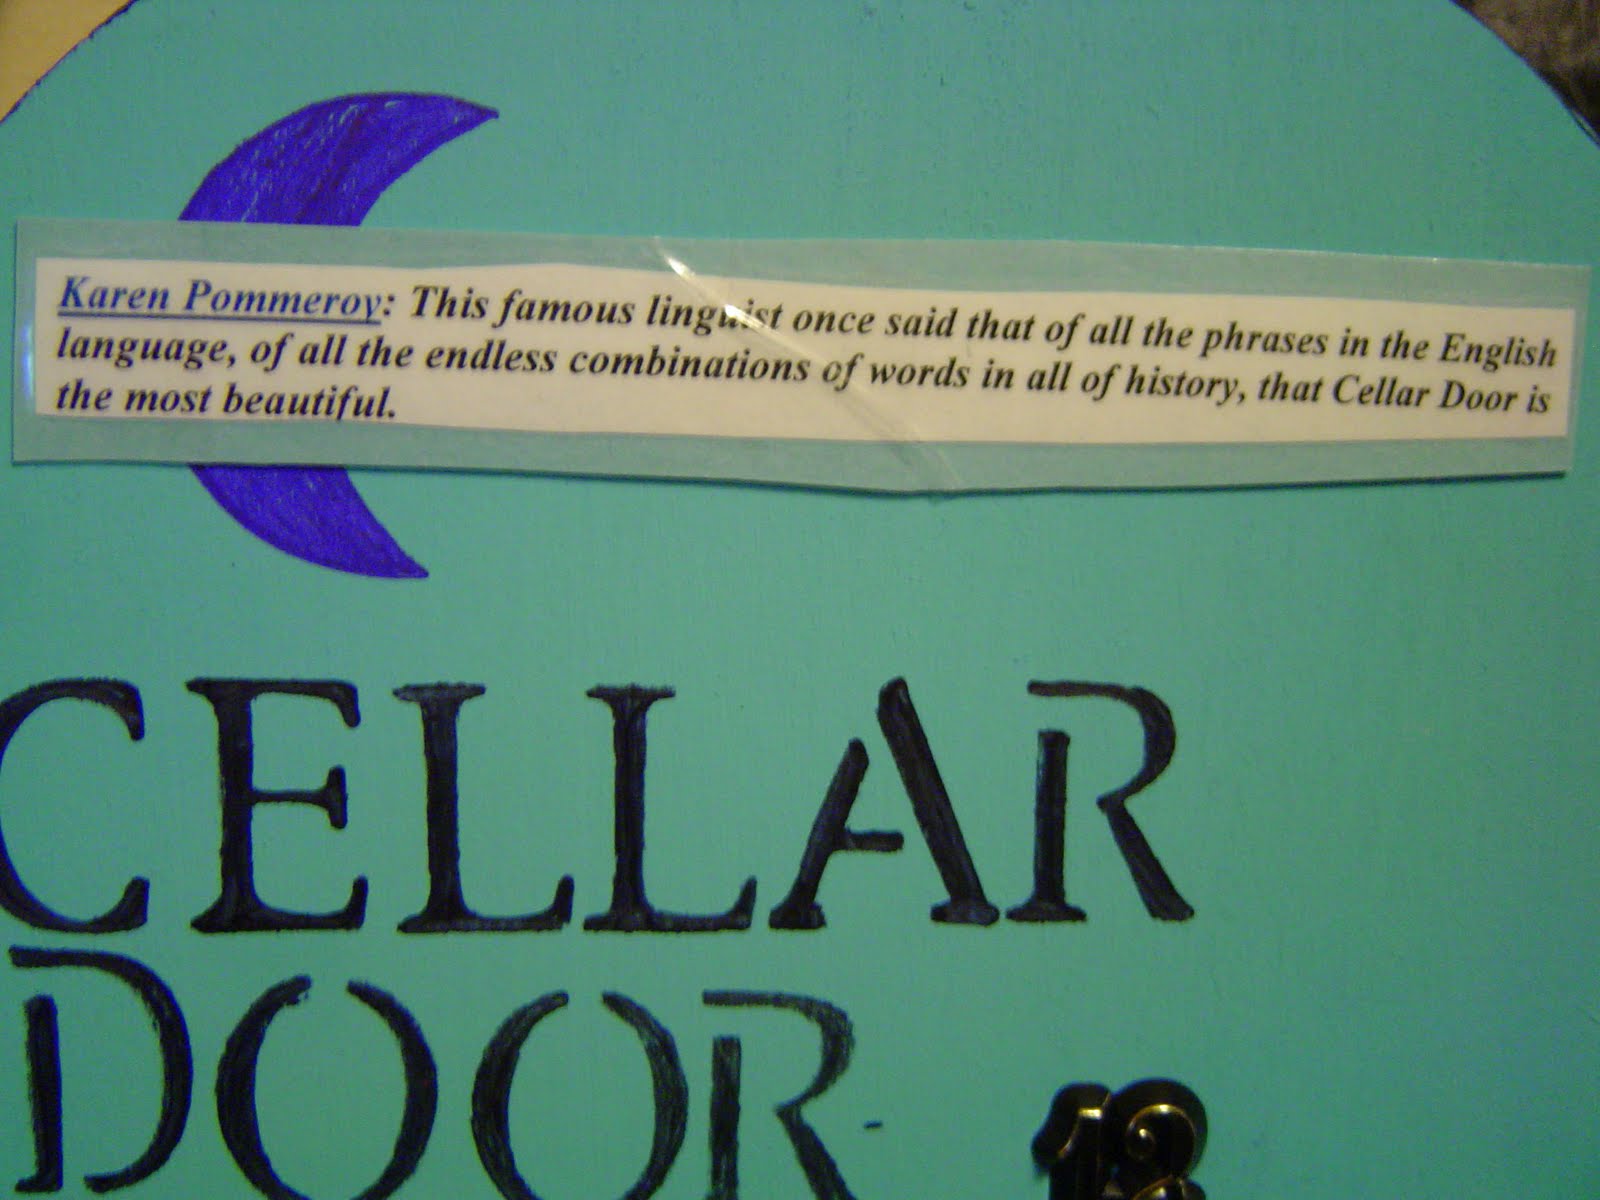 Karen Pommeroy: This famous linguist once said that of all the phrases in the English
language, of all the endless combinations of words in all of history, that Cellar Door is
the most beautiful.
CELLAR
DOOR
12